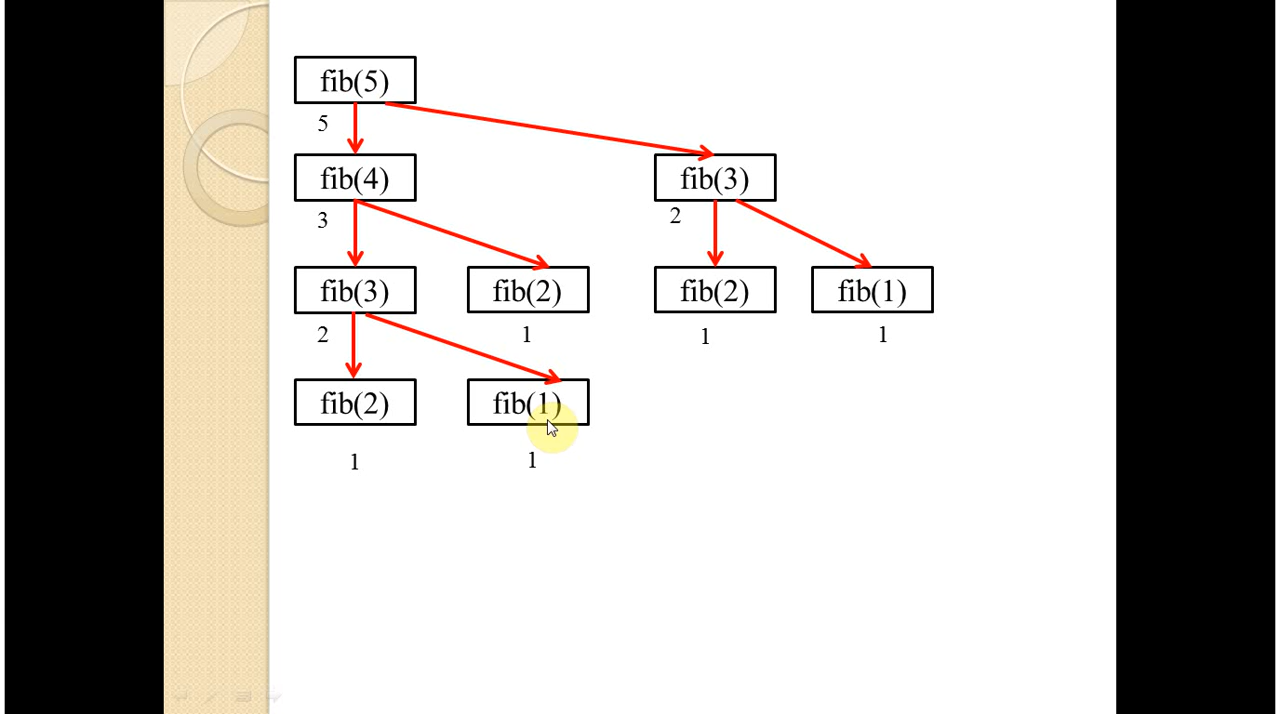 fib(5)
5
fib(4)
fib(3)
3
2
fib(3)
fib(2)
fib(2)
fib(1)
2
1
1
1
fib(2)
fib(1)
1
1